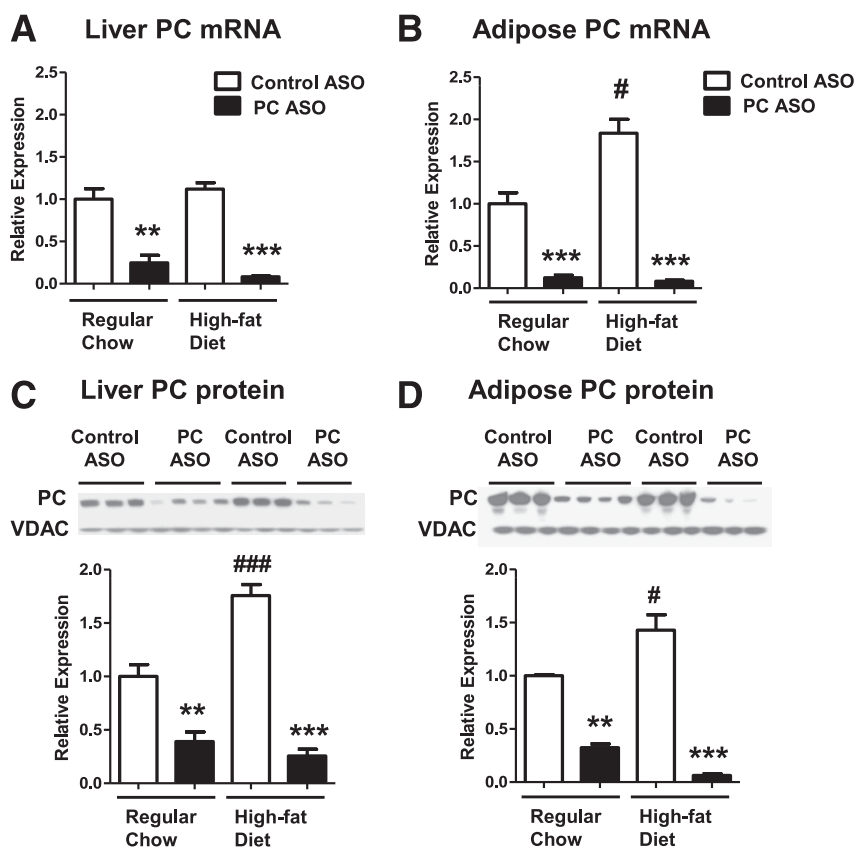 A Liver PC mRNA
Control ASO
PC ASO
Relative Expression
2.5
2.0
1.5
1.0
0.5
0.0
**
***
Regular Chow
High-fat Diet
B Adipose PC mRNA
Control ASO
PC ASO
Relative Expression
2.5
2.0
1.5
1.0
0.5
0.0
***
#
***
Regular Chow
High-fat Diet
C Liver PC protein
Control ASO
PC ASO
Control ASO
PC ASO
PC
VDAC
Relative Expression
2.0
1.5
1.0
0.5
0.0
**
###
***
Regular Chow
High-fat Diet
D Adipose PC protein
Control ASO
PC ASO
Control ASO
PC ASO
PC
VDAC
Relative Expression
2.0
1.5
1.0
0.5
0.0
**
#
***
Regular Chow
High-fat Diet